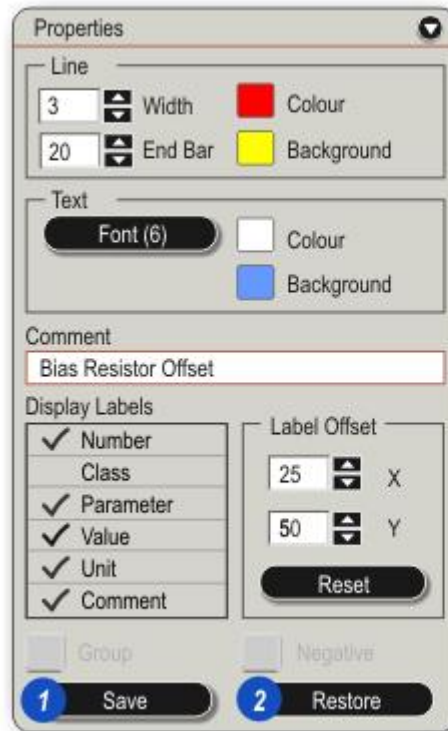 Properties
Line
3 Width Colour
20 End Bar Background
Text
Font (6) Colour
Background
Comment
Bias Resistor Offset
Display Labels
Number
Class
Parameter
Value
Unit
Comment
Label Offset
25 X
50 Y
Reset
Group Negative
1 Save 2 Restore